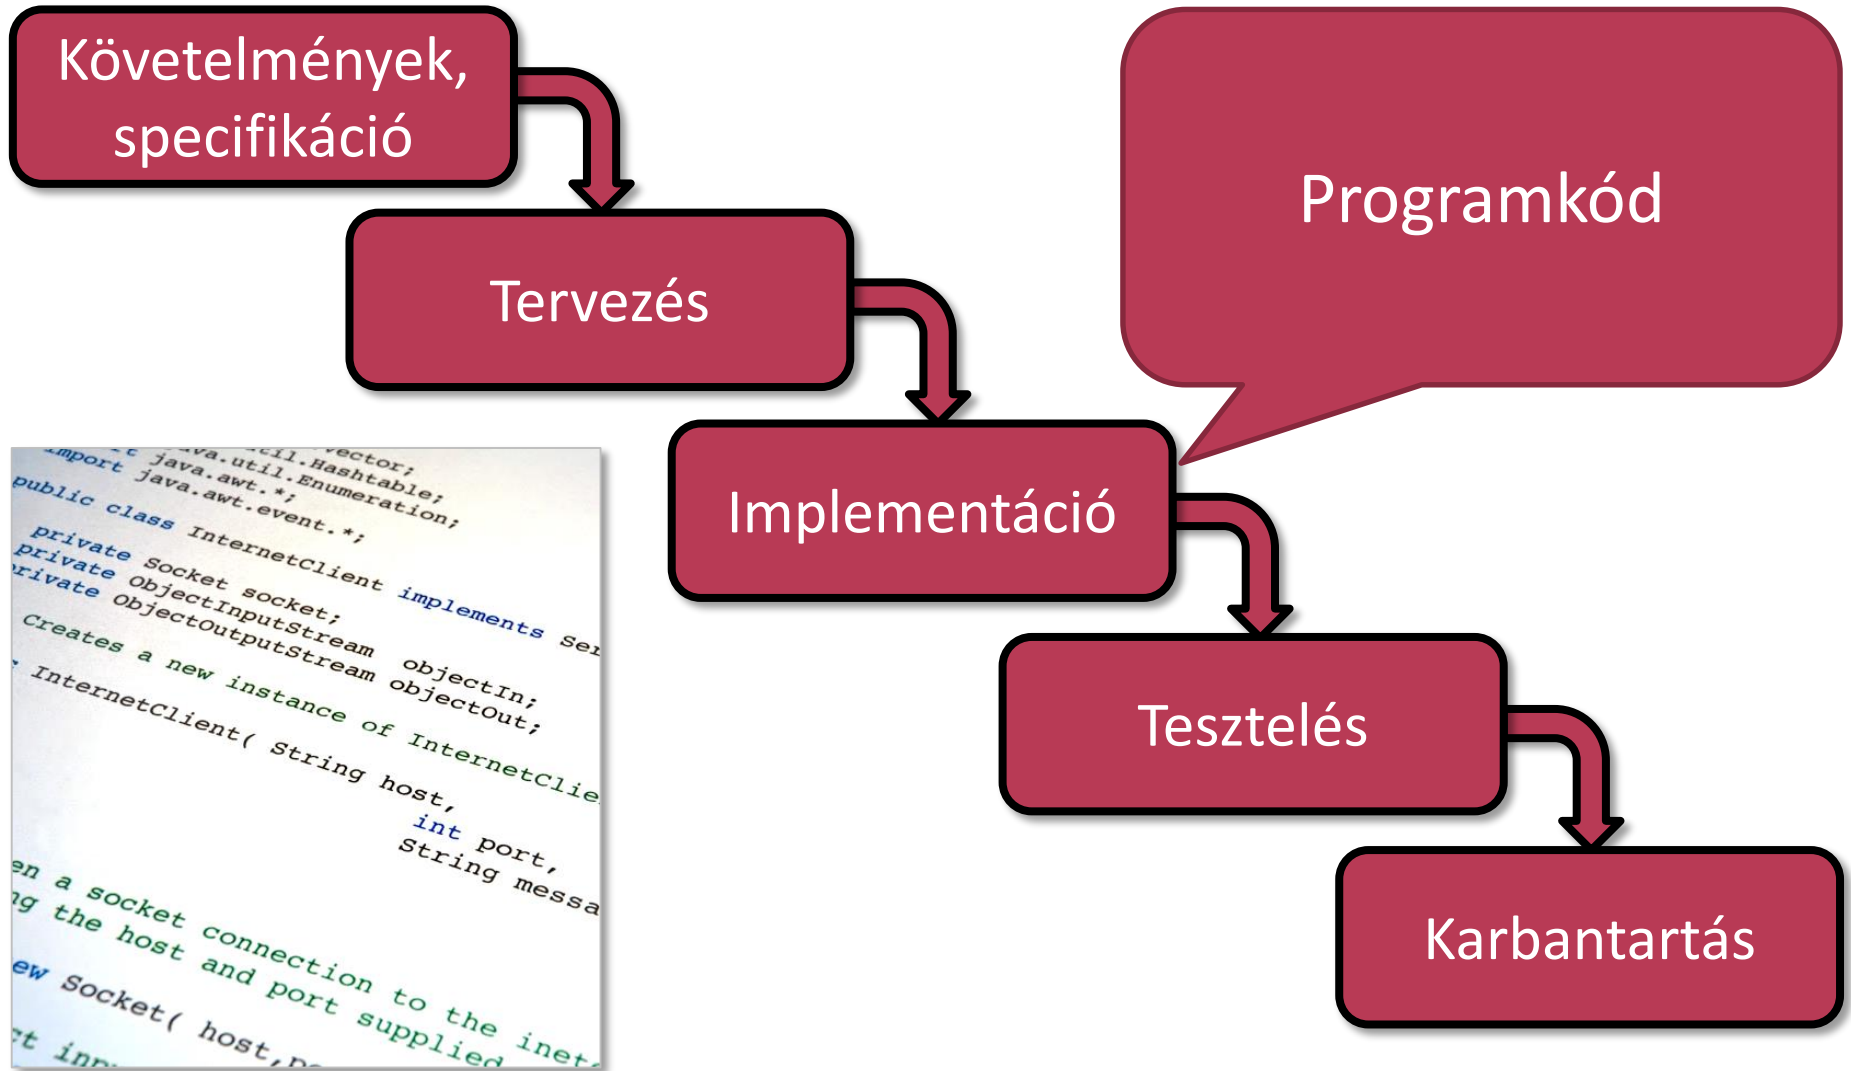 Követelmények,
specifikáció
Programkód
Tervezés
Implementáció
Tesztelés
Karbantartás
import java.util.Hashtable;
java.util.Enumeration;
java.awt.*;
java.awt.event.*;
public class InternetClient implements
private Socket socket;
private ObjectInputStream objectIn;
private ObjectOutputStream objectOut;
Creates a new instance of
InternetClient( String host,
int port,
String
a socket connection to the
the host and port supplied
Socket( host,